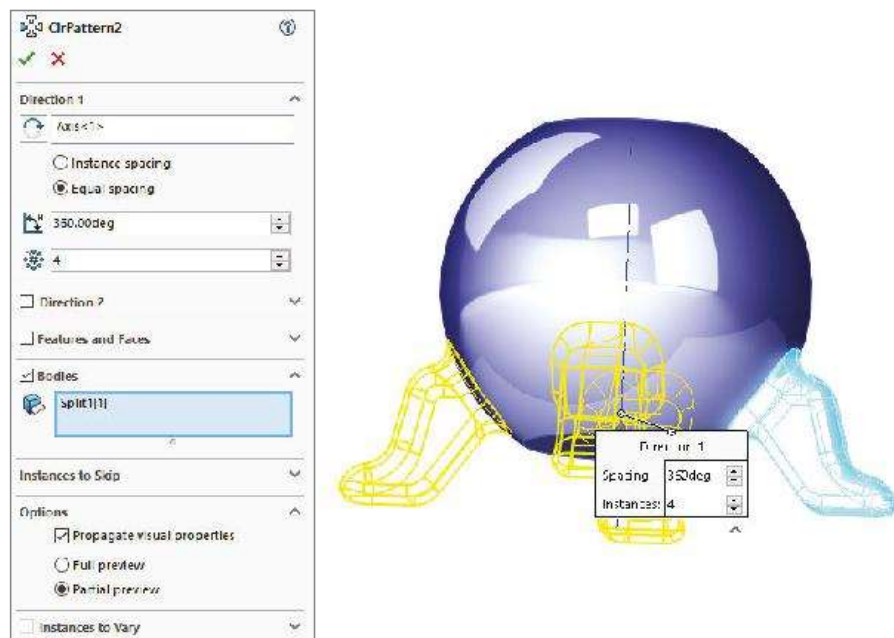 CirPattern2
Direction 1
Axis<1>
Instance spacing
Equal spacing
360.00deg
4
Direction 2
Features and Faces
Bodies
Split1[1]
Instances to Skip
Options
Propagate visual properties
Full preview
Partial preview
Instances to Vary
Direction 1
Spacing: 360deg
Instances: 4